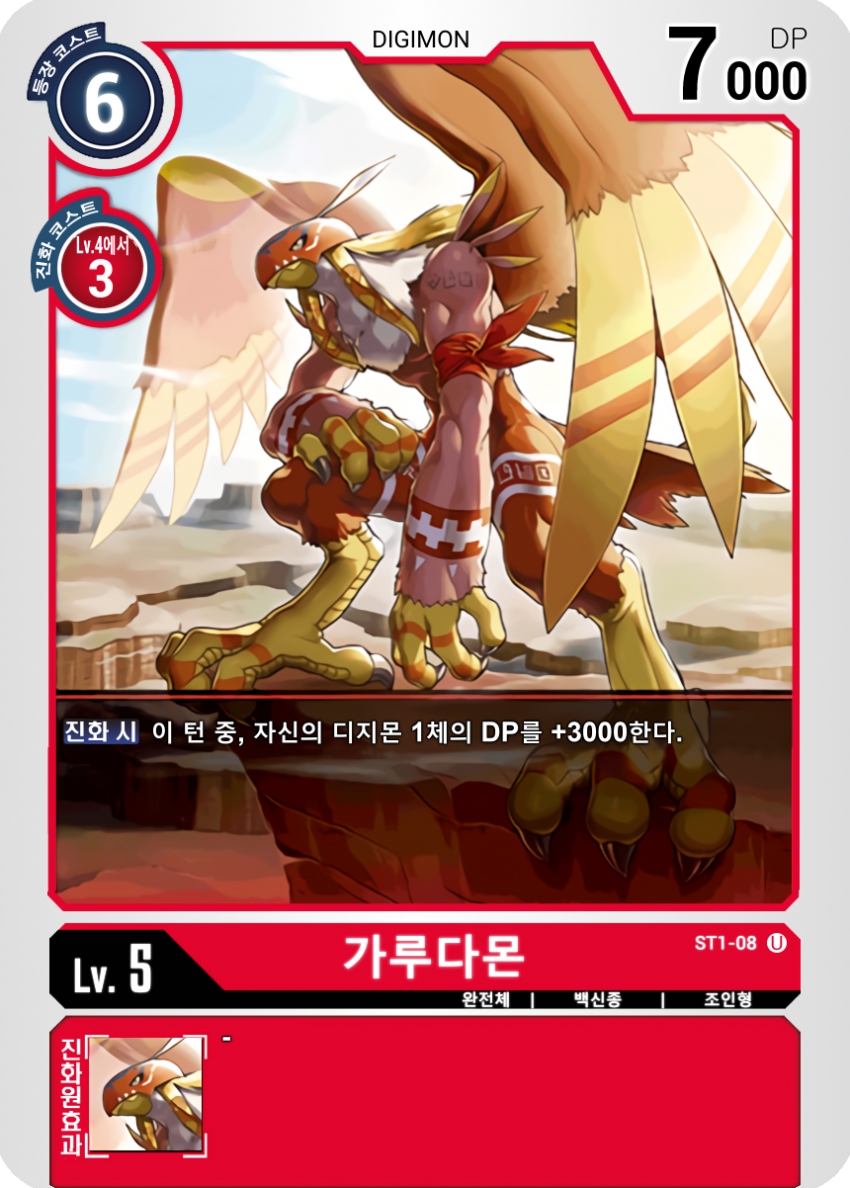 등장 코스트
6
DIGIMON
7000
DP
진화 코스트
Lv.4에서
3
진화 시 이 턴 중, 자신의 디지몬 1체의 DP를 +3000한다.
Lv. 5
가루다몬
ST1-08 U
완전체 | 백신종 | 조인형
진화원효과
-